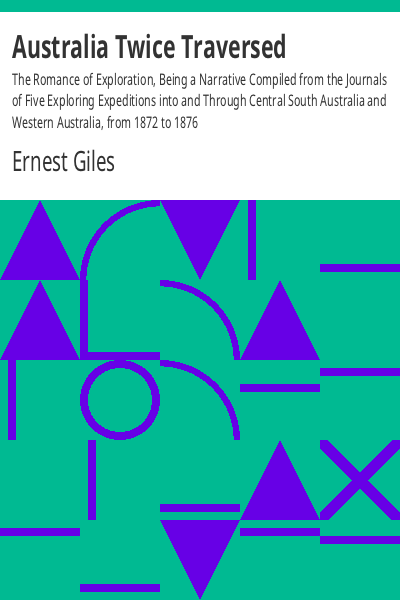 Australia Twice Traversed
The Romance of Exploration, Being a Narrative Compiled from the Journals
of Five Exploring Expeditions into and Through Central South Australia and
Western Australia, from 1872 to 1876
Ernest Giles